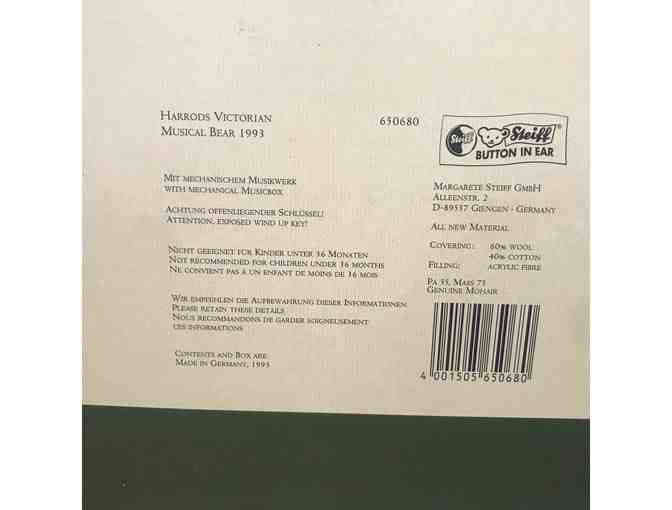 HARRODS VICTORIAN
MUSICAL BEAR 1993
650680
Steiff
Steiff®
BUTTON IN EAR
MIT MECHANISCHEM MUSIKWERK
WITH MECHANICAL MUSICBOX
ACHTUNG OFFENLIEGENDER SCHLÜSSEL!
ATTENTION, EXPOSED WIND UP KEY!
NICHT GEEIGNET FÜR KINDER UNTER 36 MONATEN
NOT RECOMMENDED FOR CHILDREN UNDER 36 MONTHS
NE CONVIENT PAS À UN ENFANT DE MOINS DE 36 MOIS
WIR EMPFEHLEN DIE AUFBEWAHRUNG DIESER INFORMATIONEN
PLEASE RETAIN THESE DETAILS
NOUS RECOMMANDONS DE GARDER SOIGNEUSEMENT
CES INFORMATIONS
CONTENTS AND BOX ARE
MADE IN GERMANY, 1993
MARGARETE STEIFF GMBH
ALLEENSTR. 2
D-89537 GIENGEN - GERMANY
ALL NEW MATERIAL
COVERING: 60% WOOL
40% COTTON
FILLING: ACRYLIC FIBRE
PA 35, MASS 73
GENUINE MOHAIR
4 001505 650680